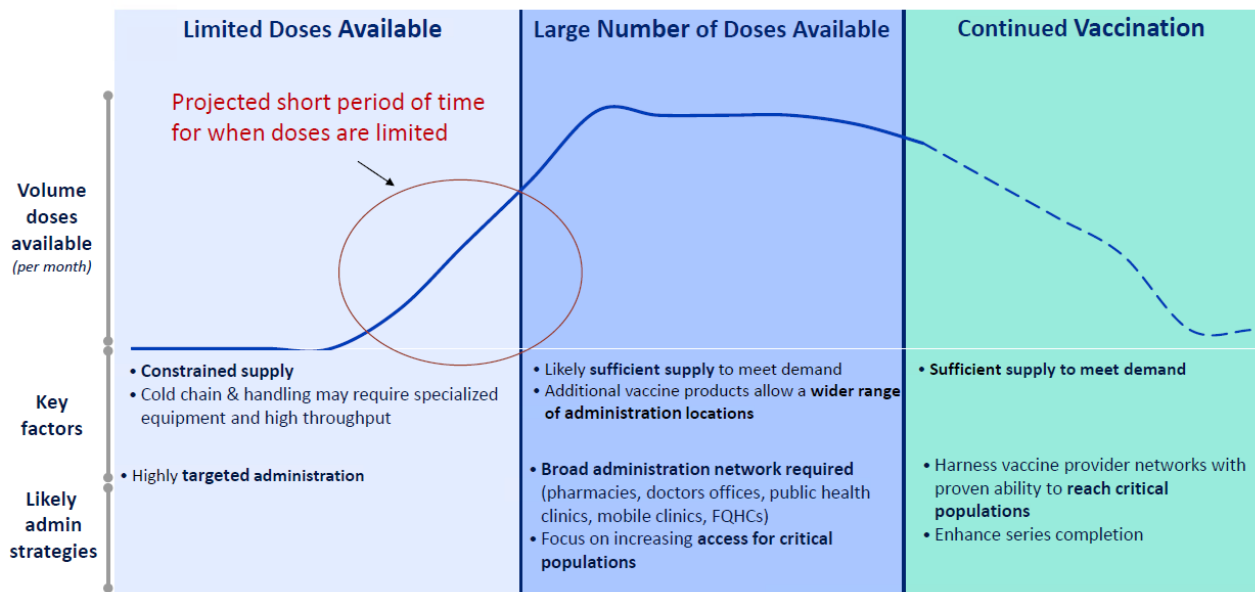 Limited Doses Available
Large Number of Doses Available
Continued Vaccination
Projected short period of time
for when doses are limited
Volume
doses
available
(per month)
Key
factors
Likely
admin
strategies
• Constrained supply
• Cold chain & handling may require specialized
equipment and high throughput
• Highly targeted administration
• Likely sufficient supply to meet demand
• Additional vaccine products allow a wider range
of administration locations
• Broad administration network required
(pharmacies, doctors offices, public health
clinics, mobile clinics, FQHCs)
• Focus on increasing access for critical
populations
• Sufficient supply to meet demand
• Harness vaccine provider networks with
proven ability to reach critical
populations
• Enhance series completion